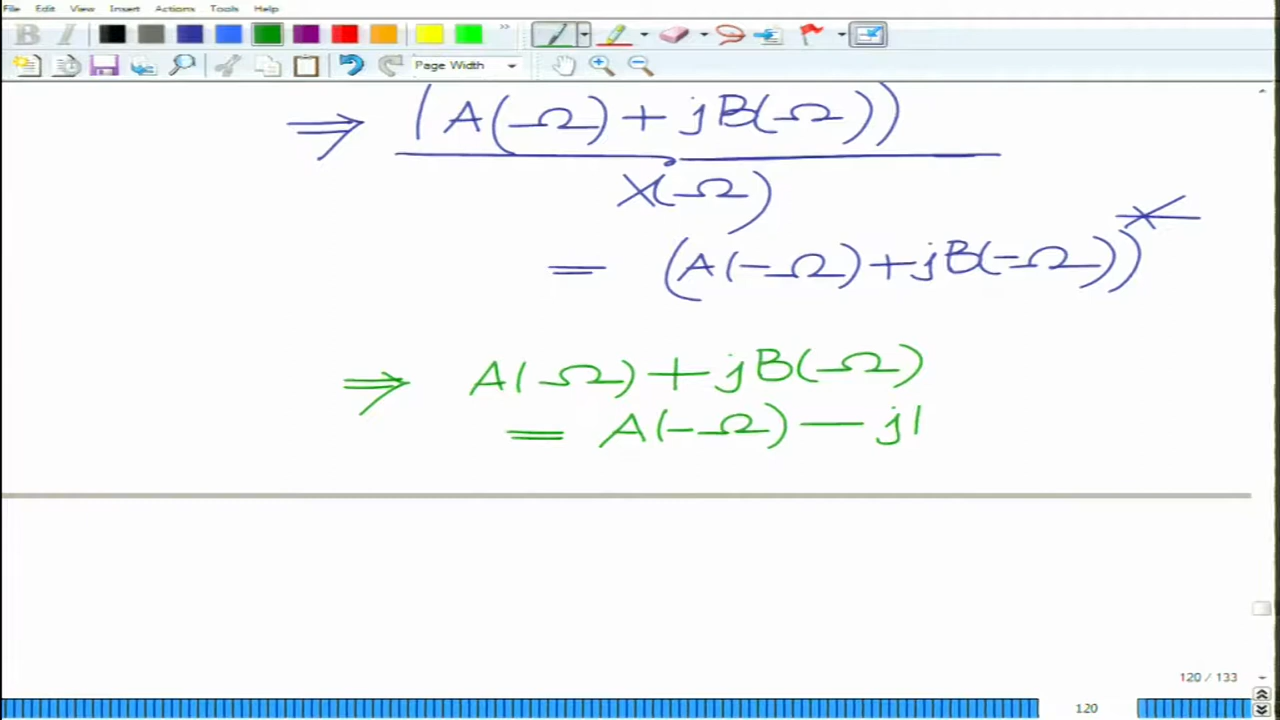 File Edit View Insert Actions Tools Help
B I
Page Width
⇒ (A(Ω) + jB(Ω))
X(Ω)
= (A(-Ω) + jB(-Ω))*
⇒ A(Ω) + jB(Ω)
= A(-Ω) - j
120 / 133
120